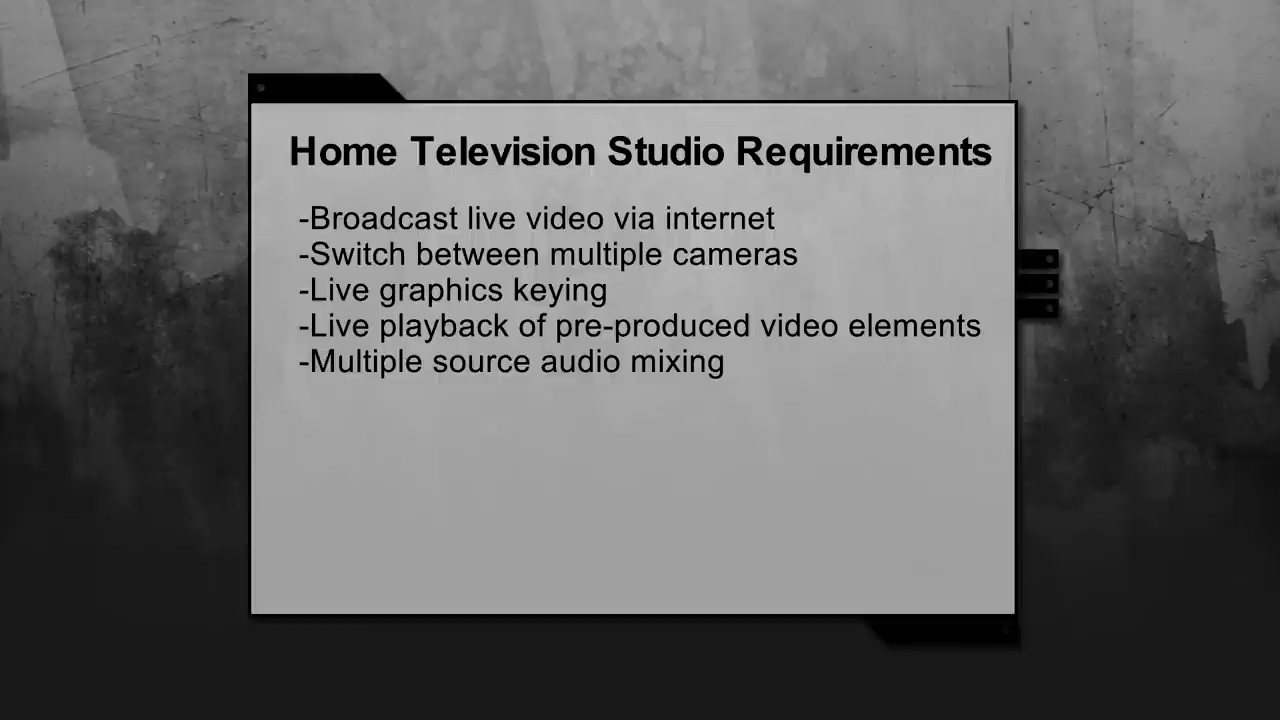 Home Television Studio Requirements
-Broadcast live video via internet
-Switch between multiple cameras
-Live graphics keying
-Live playback of pre-produced video elements
-Multiple source audio mixing